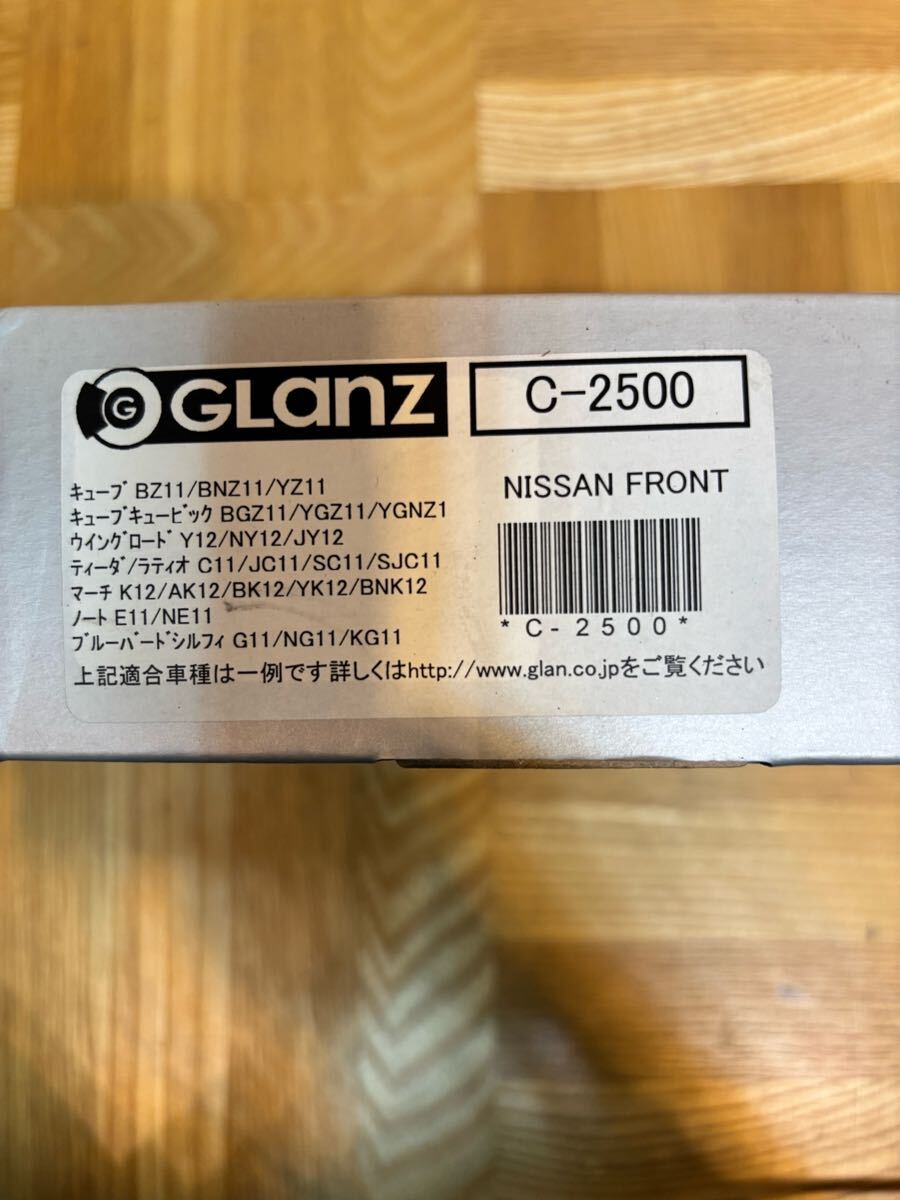 G GLanz
C-2500
NISSAN FRONT
ｷｭｰﾌﾞ BZ11/BNZ11/YZ11
ｷｭｰﾌﾞｷｭｰﾋﾞｯｸ BGZ11/YGZ11/YGNZ1
ｳｲﾝｸﾞﾛｰﾄﾞ Y12/NY12/JY12
ﾃｨｰﾀﾞ/ﾗﾃｨｵ C11/JC11/SC11/SJC11
ﾏｰﾁ K12/AK12/BK12/YK12/BNK12
ﾉｰﾄ E11/NE11
ﾌﾞﾙｰﾊﾞｰﾄﾞｼﾙﾌｨ G11/NG11/KG11
*C-2500*
上記適合車種は一例です詳しくはhttp://www.glan.co.jpをご覧ください